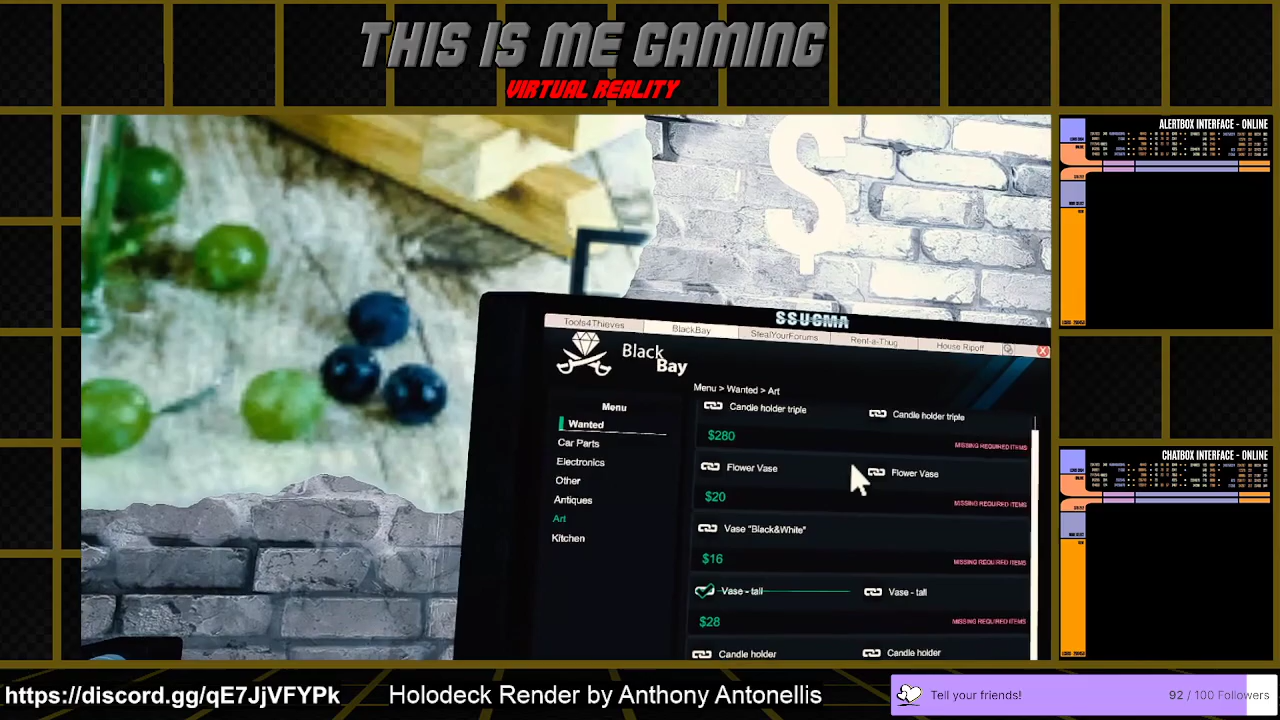 THIS IS ME GAMING
VIRTUAL REALITY
ALERTBOX INTERFACE - ONLINE
$
SSUGMA
Tools4Thieves
BlackBay
StealYourForums
Rent-a-Thug
House Ripoff
X
Black
Bay
Menu > Wanted > Art
Menu
Wanted
Car Parts
Electronics
Other
Antiques
Art
Kitchen
Candle holder triple
Candle holder triple
$280
MISSING REQUIRED ITEMS
Flower Vase
Flower Vase
$20
MISSING REQUIRED ITEMS
Vase "Black&White"
$16
MISSING REQUIRED ITEMS
Vase - tall
Vase - tall
$28
MISSING REQUIRED ITEMS
Candle holder
Candle holder
CHATBOX INTERFACE - ONLINE
https://discord.gg/qE7JjVFYPk
Holodeck Render by Anthony Antonellis
Tell your friends!
92 / 100 Followers